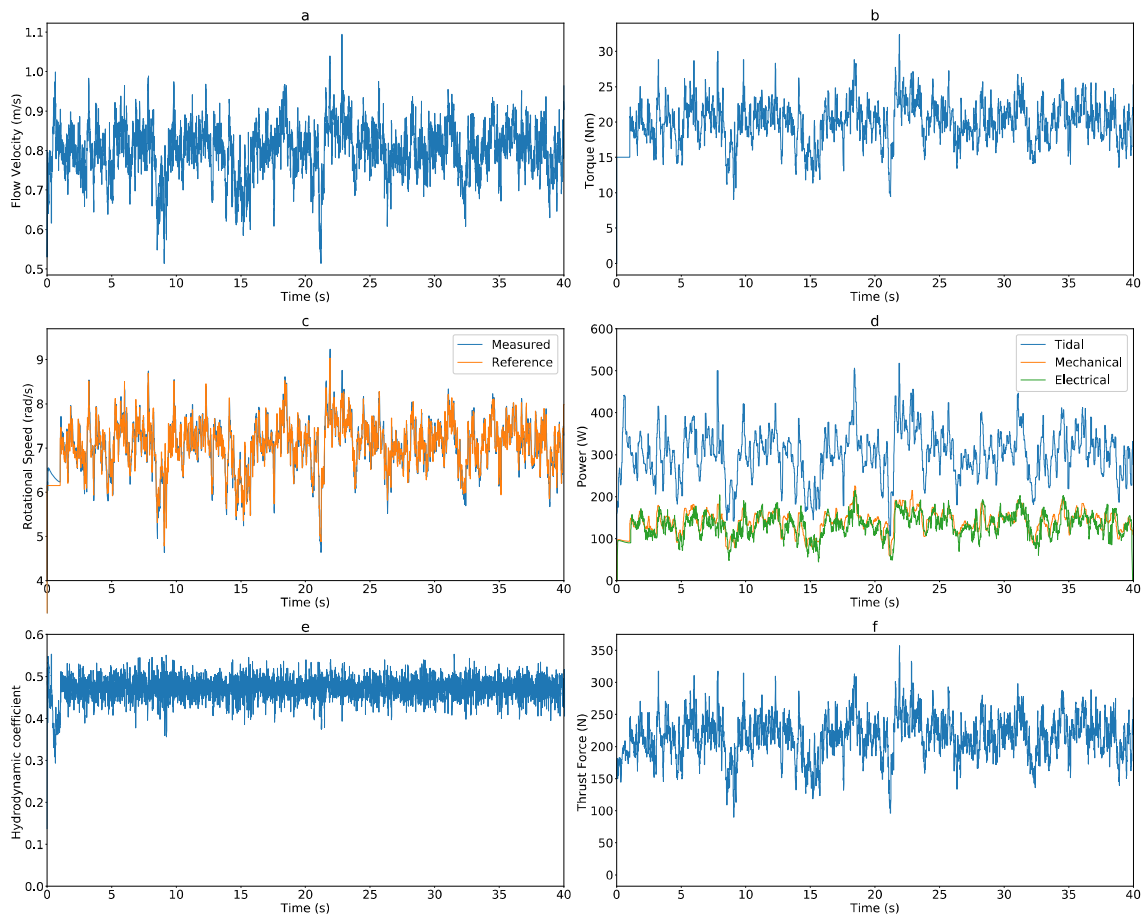 a
1.1
1.0
0.9
0.8
0.7
0.6
0.5
Flow Velocity (m/s)
0 5 10 15 20 25 30 35 40
Time (s)
b
30
25
20
15
10
5
0
Torque (Nm)
0 5 10 15 20 25 30 35 40
Time (s)
c
Measured
Reference
9
8
7
6
5
4
Rotational Speed (rad/s)
0 5 10 15 20 25 30 35 40
Time (s)
d
Tidal
Mechanical
Electrical
600
500
400
300
200
100
0
Power (W)
0 5 10 15 20 25 30 35 40
Time (s)
e
0.6
0.5
0.4
0.3
0.2
0.1
0.0
Hydrodynamic coefficient
0 5 10 15 20 25 30 35 40
Time (s)
f
350
300
250
200
150
100
50
0
Thrust Force (N)
0 5 10 15 20 25 30 35 40
Time (s)